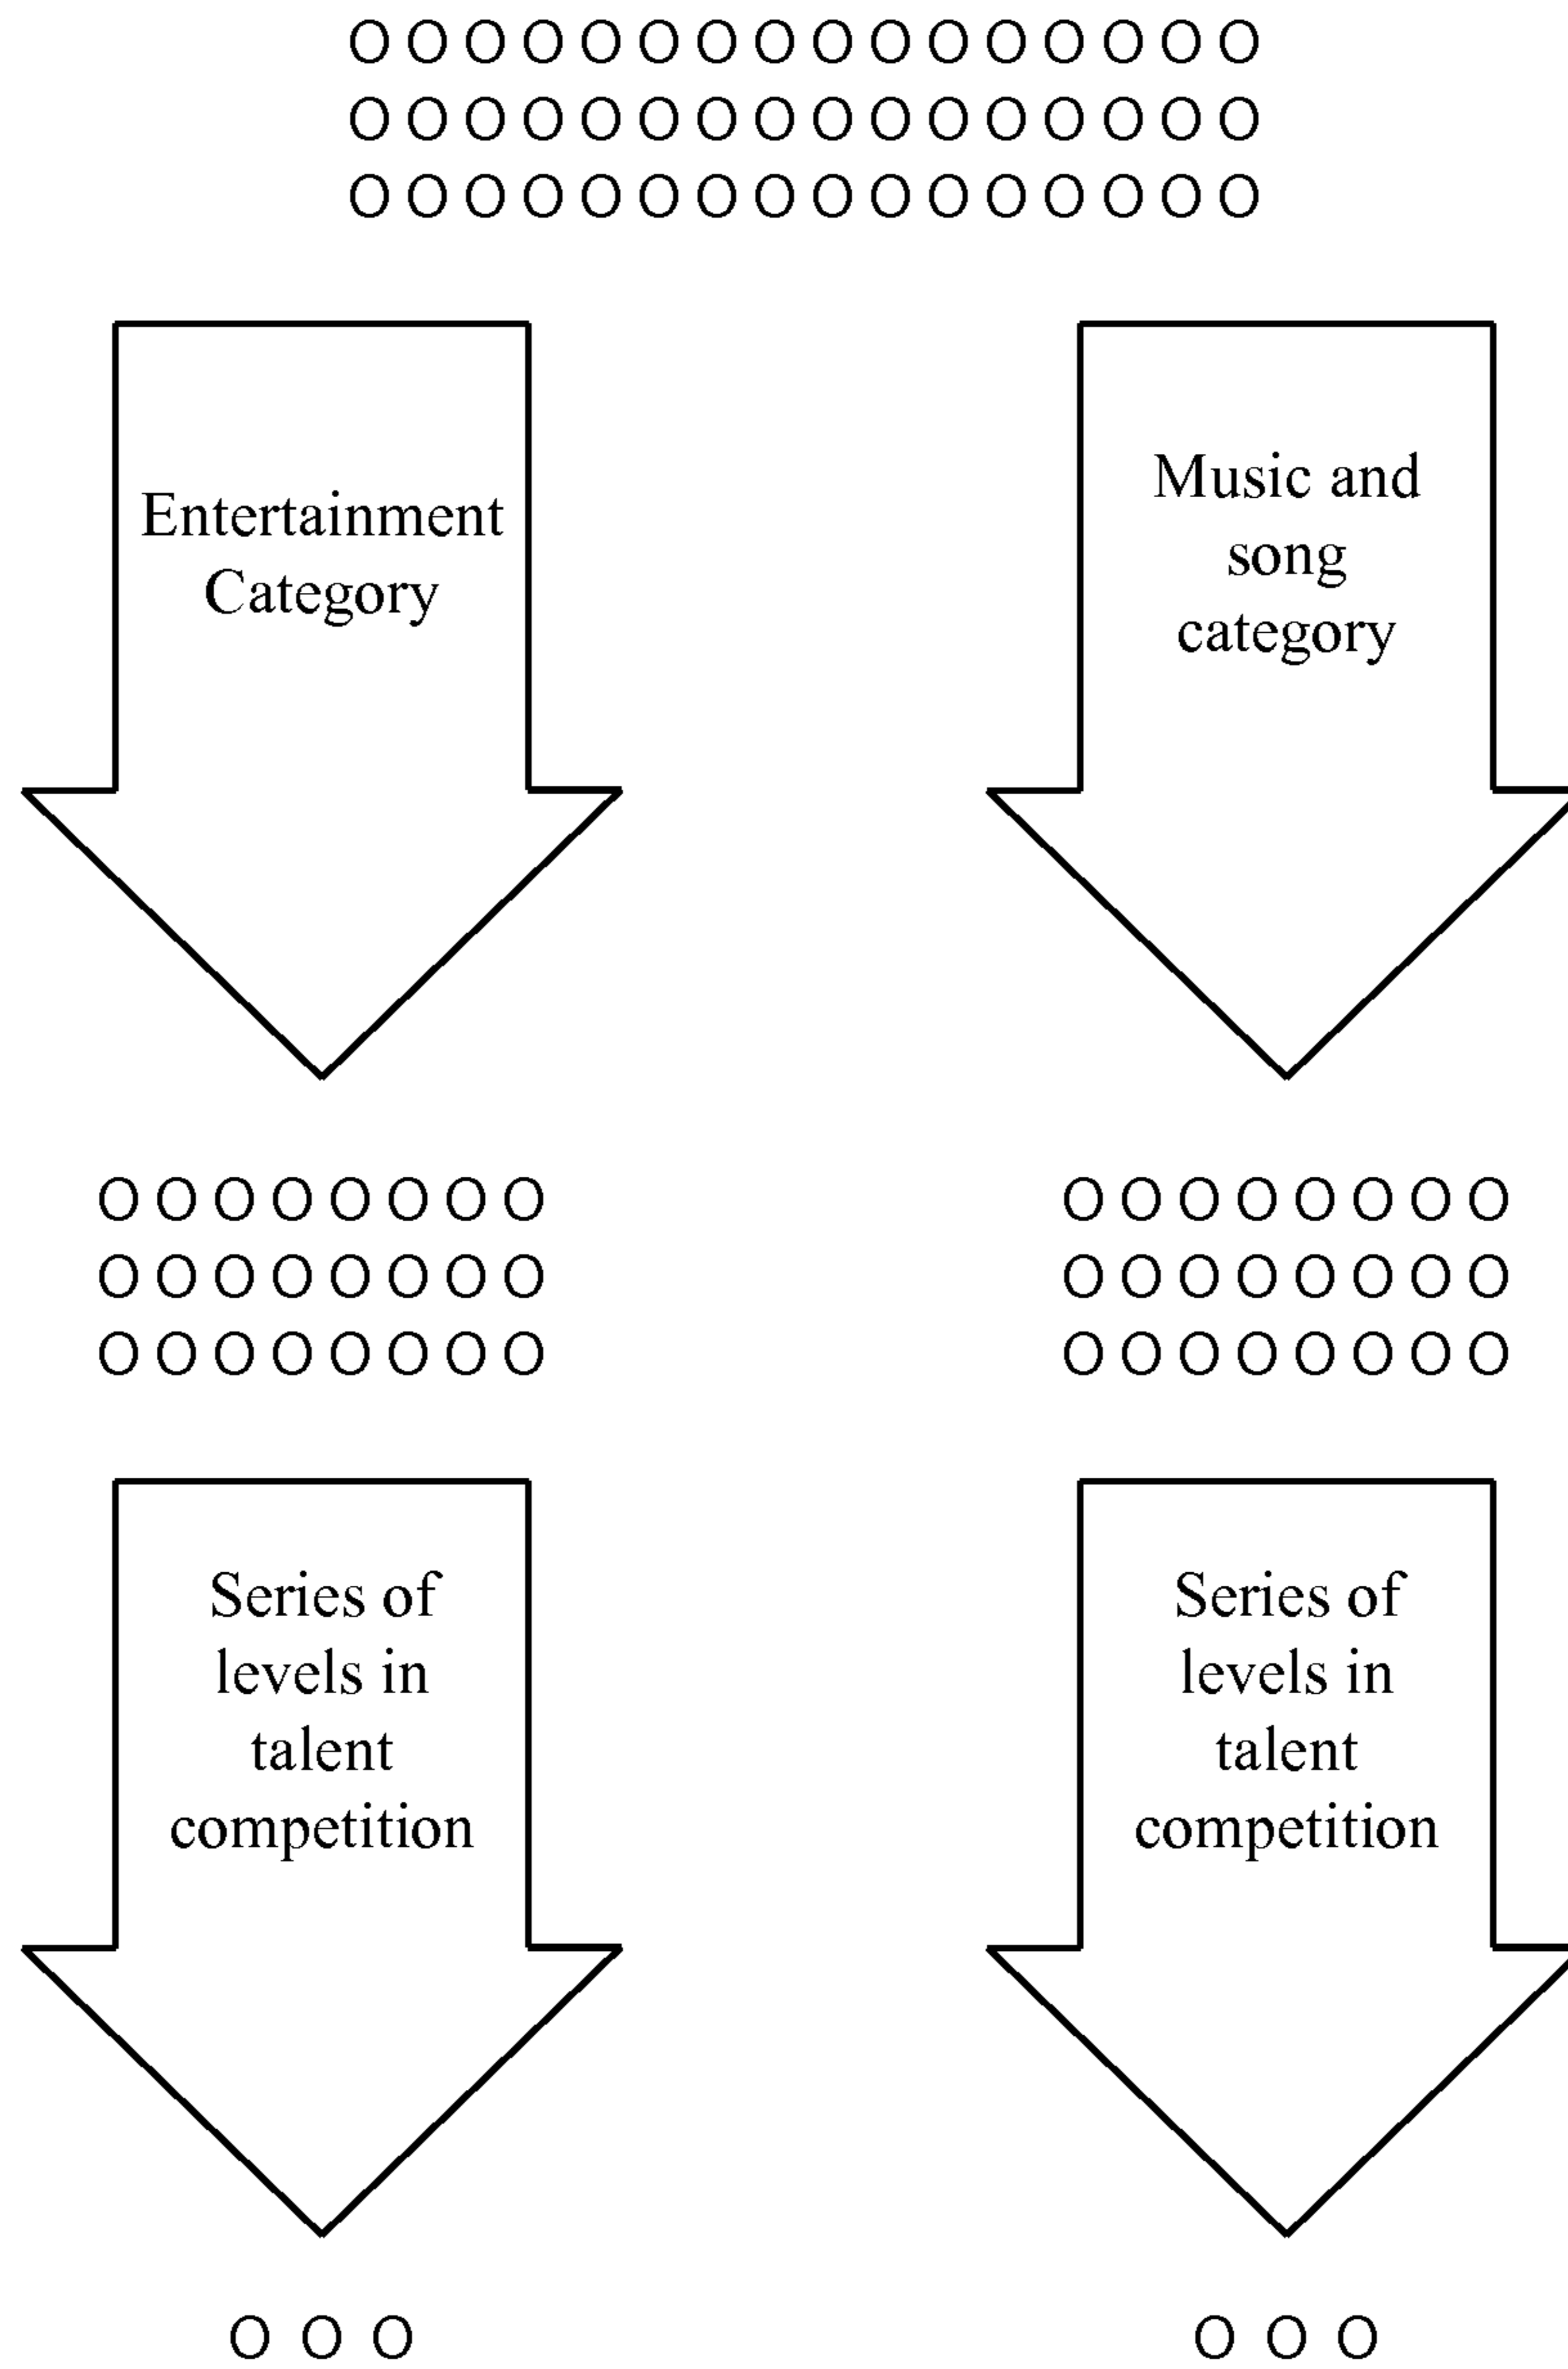 O O O O O O O O O O O O O O O O
O O O O O O O O O O O O O O O O
O O O O O O O O O O O O O O O O
Entertainment
Category
Music and
song
category
O O O O O O O O
O O O O O O O O
O O O O O O O O
O O O O O O O O
O O O O O O O O
O O O O O O O O
Series of
levels in
talent
competition
Series of
levels in
talent
competition
O O O
O O O